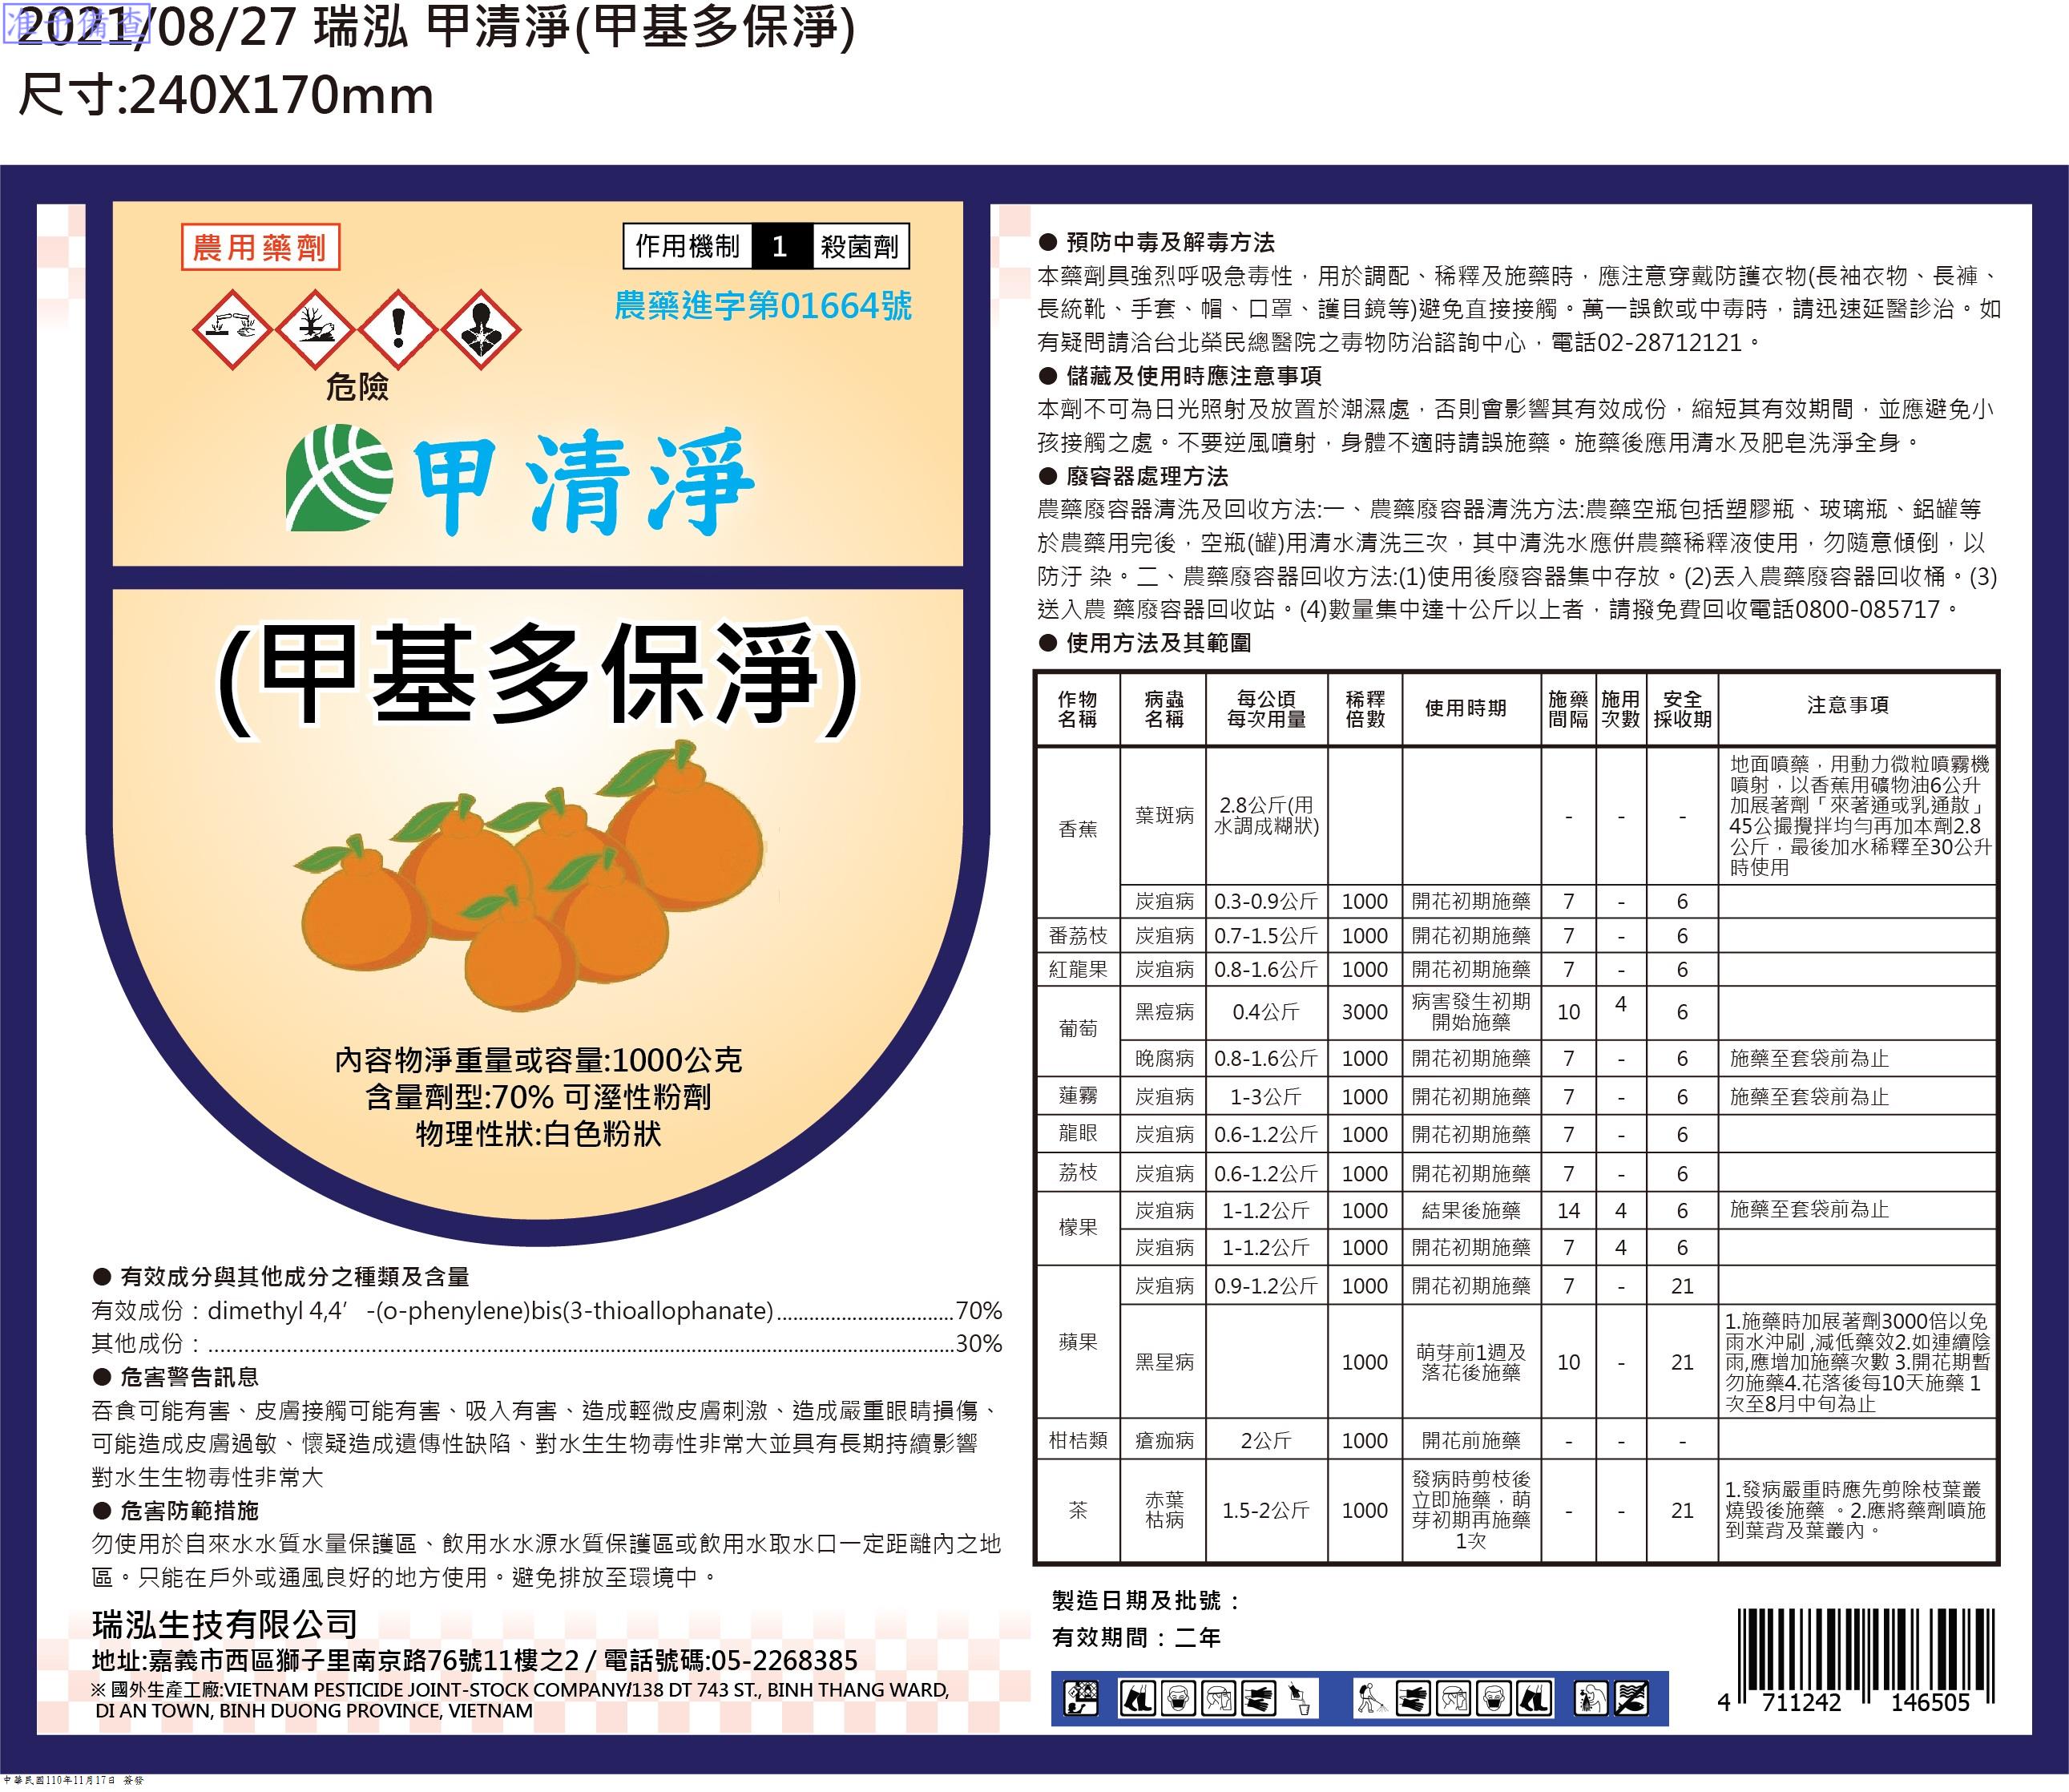 准予備查
2021/08/27 瑞泓 甲清淨(甲基多保淨)
尺寸:240X170mm
農用藥劑
作用機制 1 殺菌劑
農藥進字第01664號
危險
甲清淨
(甲基多保淨)
內容物淨重量或容量:1000公克
含量劑型:70% 可溼性粉劑
物理性狀:白色粉狀
● 有效成分與其他成分之種類及含量
有效成份：dimethyl 4,4′ -(o-phenylene)bis(3-thioallophanate)..................................70%
其他成份：...................................................................................................................30%
● 危害警告訊息
吞食可能有害、皮膚接觸可能有害、吸入有害、造成輕微皮膚刺激、造成嚴重眼睛損傷、
可能造成皮膚過敏、懷疑造成遺傳性缺陷、對水生生物毒性非常大並具有長期持續影響
對水生生物毒性非常大
● 危害防範措施
勿使用於自來水水質水量保護區、飲用水水源水質保護區或飲用水取水口一定距離內之地
區。只能在戶外或通風良好的地方使用。避免排放至環境中。
瑞泓生技有限公司
地址:嘉義市西區獅子里南京路76號11樓之2 / 電話號碼:05-2268385
※ 國外生產工廠:VIETNAM PESTICIDE JOINT-STOCK COMPANY/138 DT 743 ST., BINH THANG WARD,
DI AN TOWN, BINH DUONG PROVINCE, VIETNAM
● 預防中毒及解毒方法
本藥劑具強烈呼吸急毒性，用於調配、稀釋及施藥時，應注意穿戴防護衣物(長袖衣物、長褲、
長統靴、手套、帽、口罩、護目鏡等)避免直接接觸。萬一誤飲或中毒時，請迅速延醫診治。如
有疑問請洽台北榮民總醫院之毒物防治諮詢中心，電話02-28712121。
● 儲藏及使用時應注意事項
本劑不可為日光照射及放置於潮濕處，否則會影響其有效成份，縮短其有效期間，並應避免小
孩接觸之處。不要逆風噴射，身體不適時請誤施藥。施藥後應用清水及肥皂洗淨全身。
● 廢容器處理方法
農藥廢容器清洗及回收方法:一、農藥廢容器清洗方法:農藥空瓶包括塑膠瓶、玻璃瓶、鋁罐等
於農藥用完後，空瓶(罐)用清水清洗三次，其中清洗水應倂農藥稀釋液使用，勿隨意傾倒，以
防汙 染。二、農藥廢容器回收方法:(1)使用後廢容器集中存放。(2)丟入農藥廢容器回收桶。(3)
送入農 藥廢容器回收站。(4)數量集中達十公斤以上者，請撥免費回收電話0800-085717。
● 使用方法及其範圍
作物名稱 病蟲名稱 每公頃每次用量 稀釋倍數 使用時期 施藥間隔 施用次數 安全採收期 注意事項
香蕉 葉斑病 2.8公斤(用水調成糊狀) - - -
地面噴藥，用動力微粒噴霧機
噴射，以香蕉用礦物油6公升
加展著劑「來著通或乳通散」
45公撮攪拌均勻再加本劑2.8
公斤，最後加水稀釋至30公升
時使用
炭疽病 0.3-0.9公斤 1000 開花初期施藥 7 - 6
番荔枝 炭疽病 0.7-1.5公斤 1000 開花初期施藥 7 - 6
紅龍果 炭疽病 0.8-1.6公斤 1000 開花初期施藥 7 - 6
葡萄 黑痘病 0.4公斤 3000 病害發生初期開始施藥 10 4 6
晚腐病 0.8-1.6公斤 1000 開花初期施藥 7 - 6 施藥至套袋前為止
蓮霧 炭疽病 1-3公斤 1000 開花初期施藥 7 - 6 施藥至套袋前為止
龍眼 炭疽病 0.6-1.2公斤 1000 開花初期施藥 7 - 6
荔枝 炭疽病 0.6-1.2公斤 1000 開花初期施藥 7 - 6
檬果 炭疽病 1-1.2公斤 1000 結果後施藥 14 4 6 施藥至套袋前為止
炭疽病 1-1.2公斤 1000 開花初期施藥 7 4 6
蘋果 炭疽病 0.9-1.2公斤 1000 開花初期施藥 7 - 21
黑星病 1000 萌芽前1週及落花後施藥 10 - 21
1.施藥時加展著劑3000倍以免
雨水沖刷 ,減低藥效2.如連續陰
雨,應增加施藥次數 3.開花期暫
勿施藥4.花落後每10天施藥 1
次至8月中旬為止
柑桔類 瘡痂病 2公斤 1000 開花前施藥 - - -
茶 赤葉枯病 1.5-2公斤 1000 發病時剪枝後立即施藥，萌芽初期再施藥1次 - - 21
1.發病嚴重時應先剪除枝葉叢
燒毀後施藥 。2.應將藥劑噴施
到葉背及葉叢內。
製造日期及批號：
有效期間：二年
4 711242 146505
中華民國110年11月17日 簽發